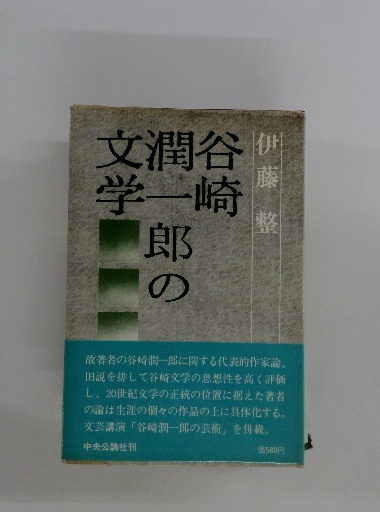 伊藤 整
谷崎
潤一郎の
文学
故著者の谷崎潤一郎に関する代表的作家論。
旧説を排して谷崎文学の思想性を高く評価
し、20世紀文学の正統の位置に据えた著者
の論は生涯の個々の作品の上に具体化する。
文芸講演「谷崎潤一郎の芸術」を併載。
中央公論社刊
価580円